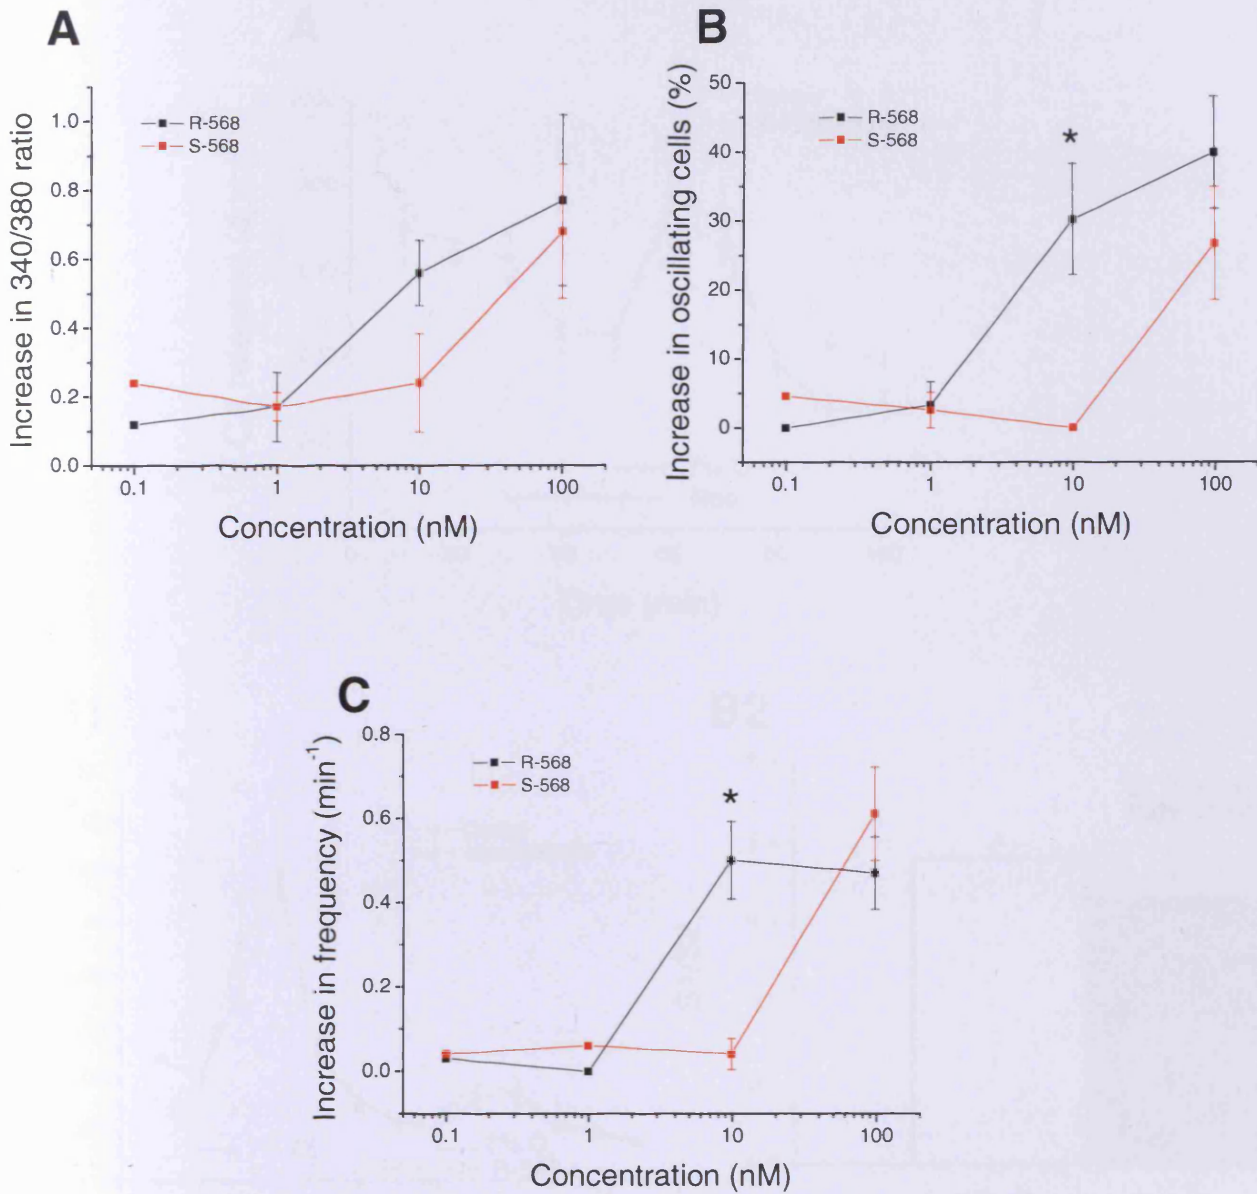 A
Increase in 340/380 ratio
1.0
0.8
0.6
0.4
0.2
0.0
R-568
S-568
0.1 1 10 100
Concentration (nM)
B
Increase in oscillating cells (%)
50
40
30
20
10
0
R-568
S-568
*
0.1 1 10 100
Concentration (nM)
C
Increase in frequency (min⁻¹)
0.8
0.6
0.4
0.2
0.0
R-568
S-568
*
0.1 1 10 100
Concentration (nM)
A
B2